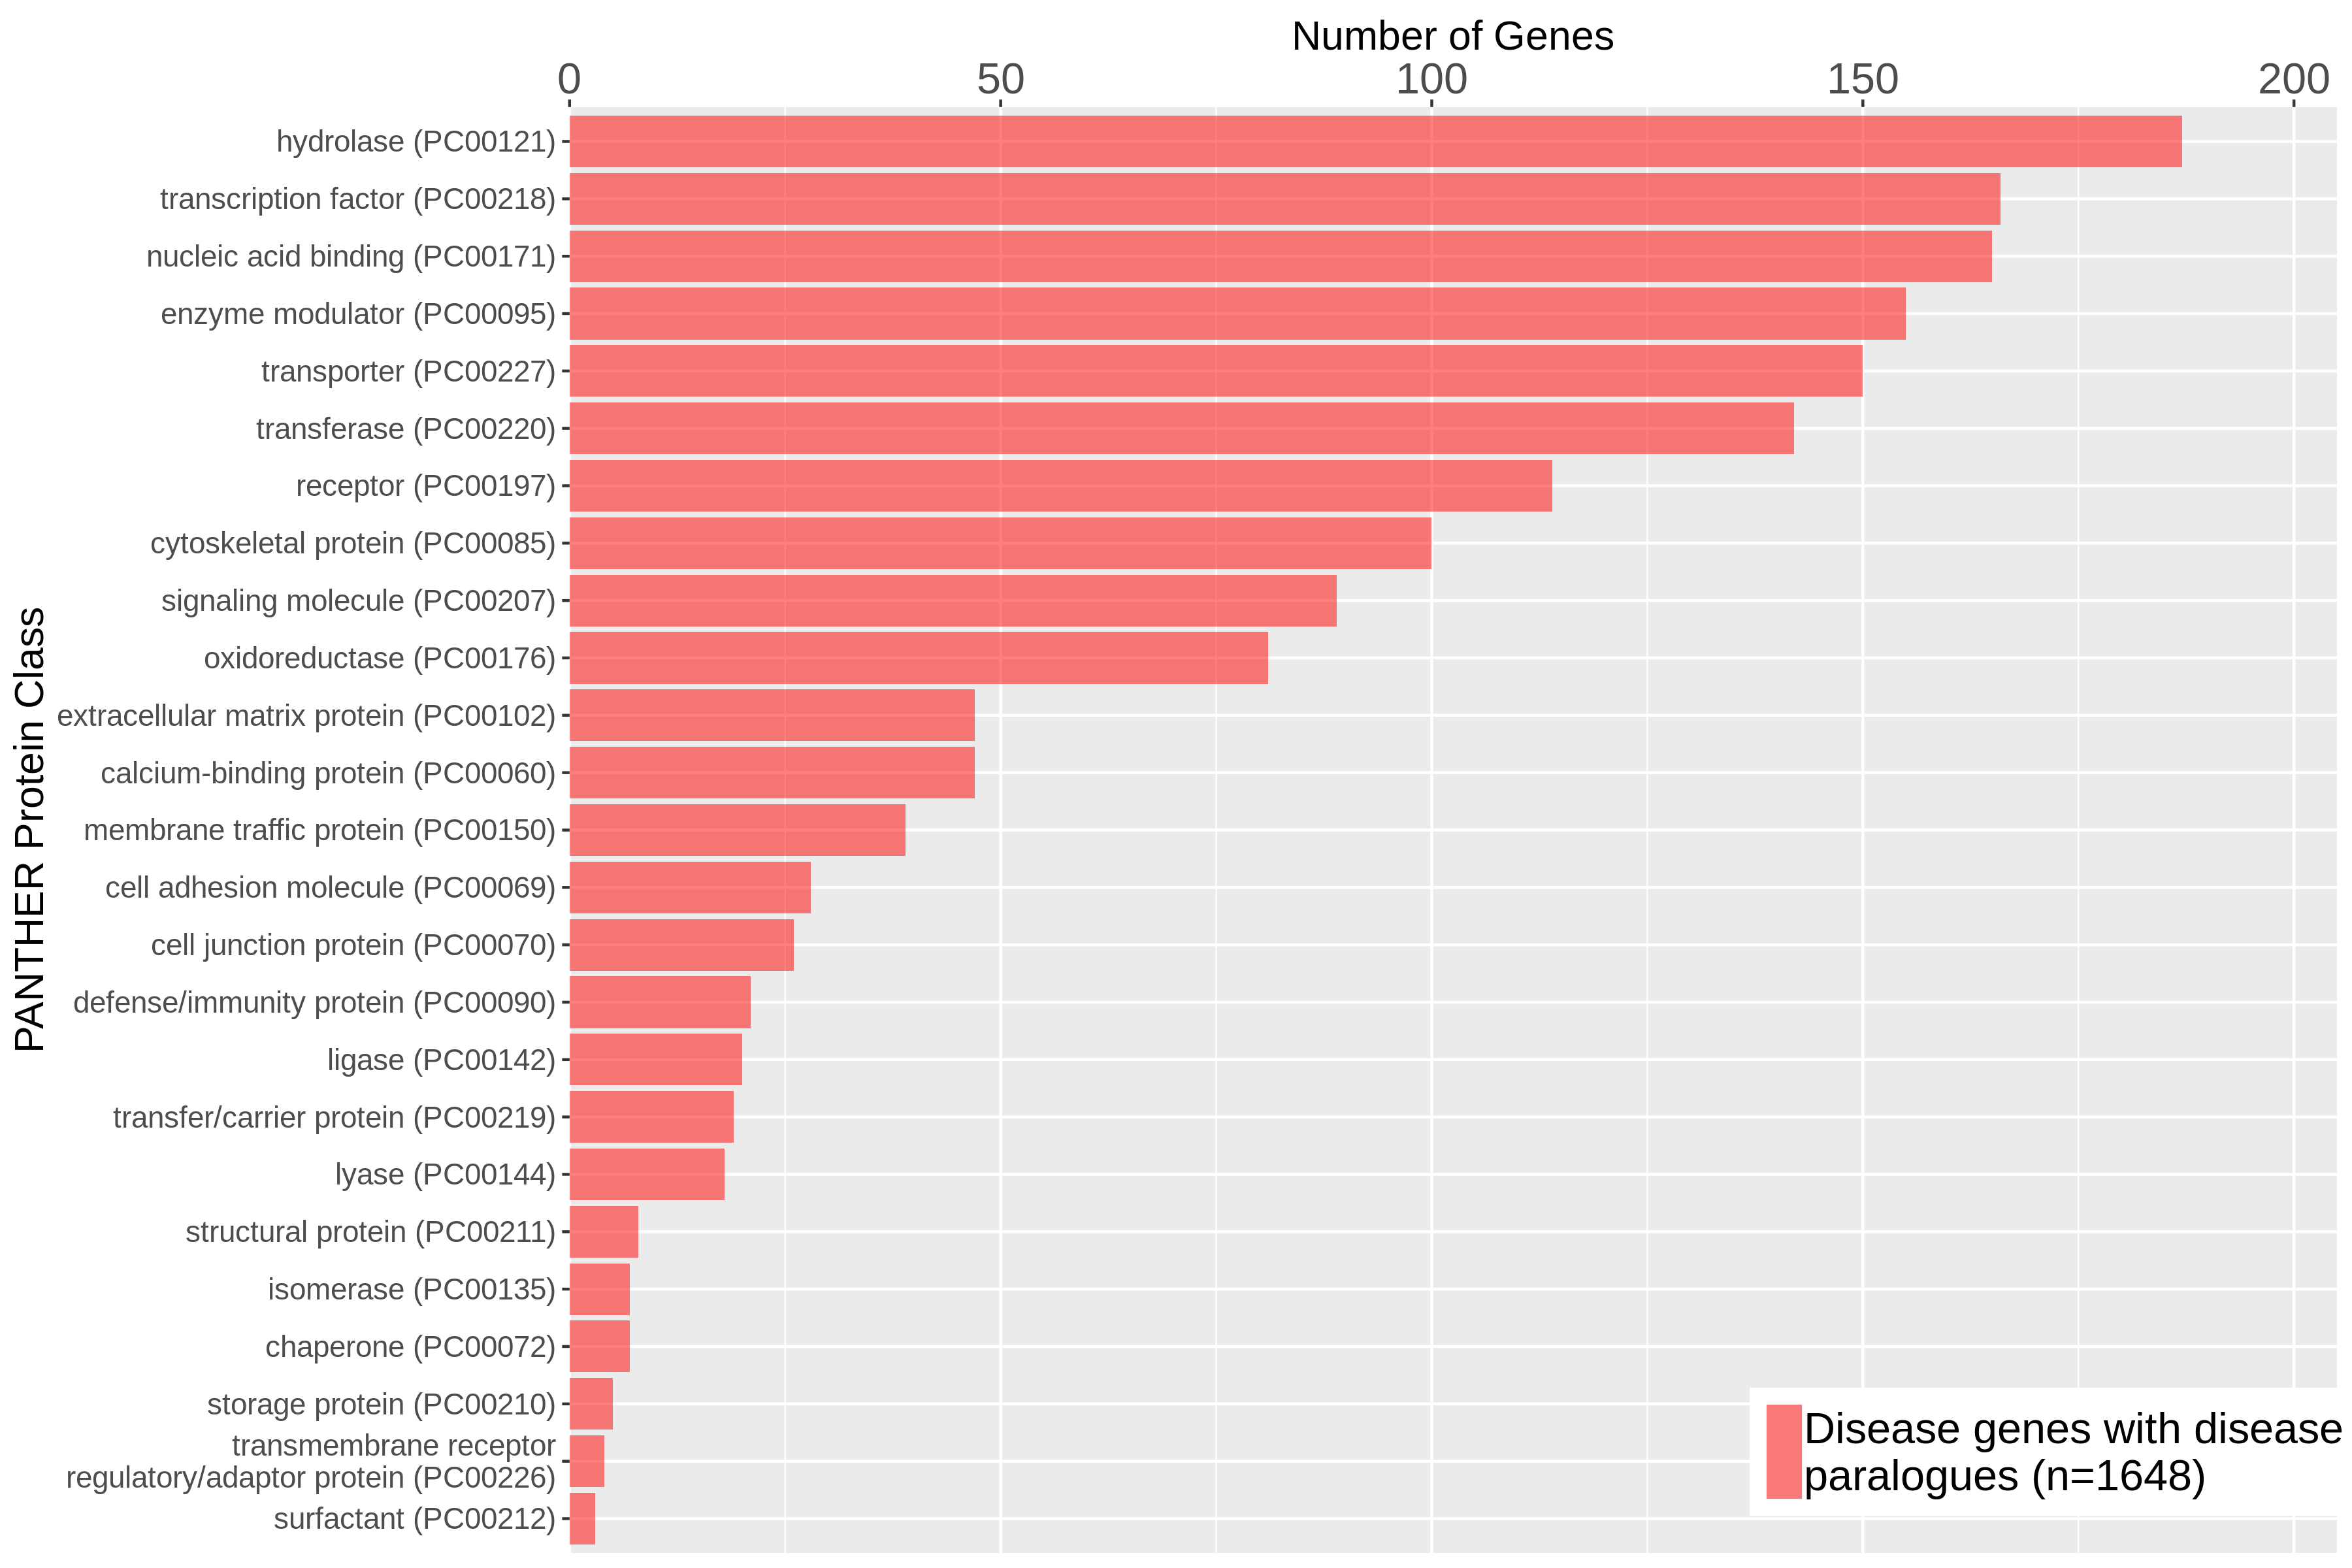 Number of Genes
0 50 100 150 200
hydrolase (PC00121)
transcription factor (PC00218)
nucleic acid binding (PC00171)
enzyme modulator (PC00095)
transporter (PC00227)
transferase (PC00220)
receptor (PC00197)
cytoskeletal protein (PC00085)
signaling molecule (PC00207)
oxidoreductase (PC00176)
extracellular matrix protein (PC00102)
calcium-binding protein (PC00060)
membrane traffic protein (PC00150)
cell adhesion molecule (PC00069)
cell junction protein (PC00070)
defense/immunity protein (PC00090)
ligase (PC00142)
transfer/carrier protein (PC00219)
lyase (PC00144)
structural protein (PC00211)
isomerase (PC00135)
chaperone (PC00072)
storage protein (PC00210)
transmembrane receptor
regulatory/adaptor protein (PC00226)
surfactant (PC00212)
PANTHER Protein Class
Disease genes with disease
paralogues (n=1648)